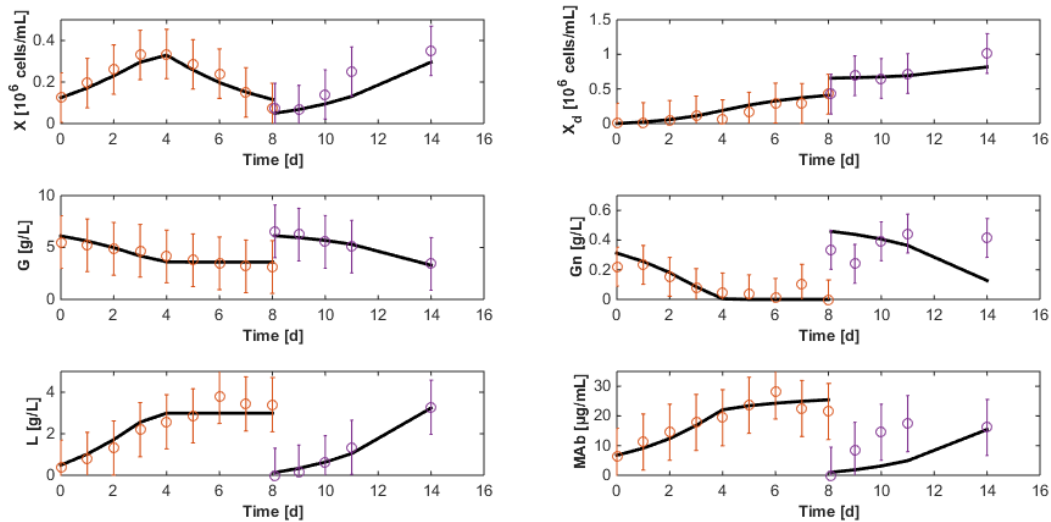 X [10^6 cells/mL]
0.4
0.2
0
0 2 4 6 8 10 12 14 16
Time [d]
X_d [10^6 cells/mL]
1.5
1
0.5
0
0 2 4 6 8 10 12 14 16
Time [d]
G [g/L]
10
5
0
0 2 4 6 8 10 12 14 16
Time [d]
Gn [g/L]
0.6
0.4
0.2
0
0 2 4 6 8 10 12 14 16
Time [d]
L [g/L]
4
2
0
0 2 4 6 8 10 12 14 16
Time [d]
MAb [µg/mL]
30
20
10
0
0 2 4 6 8 10 12 14 16
Time [d]